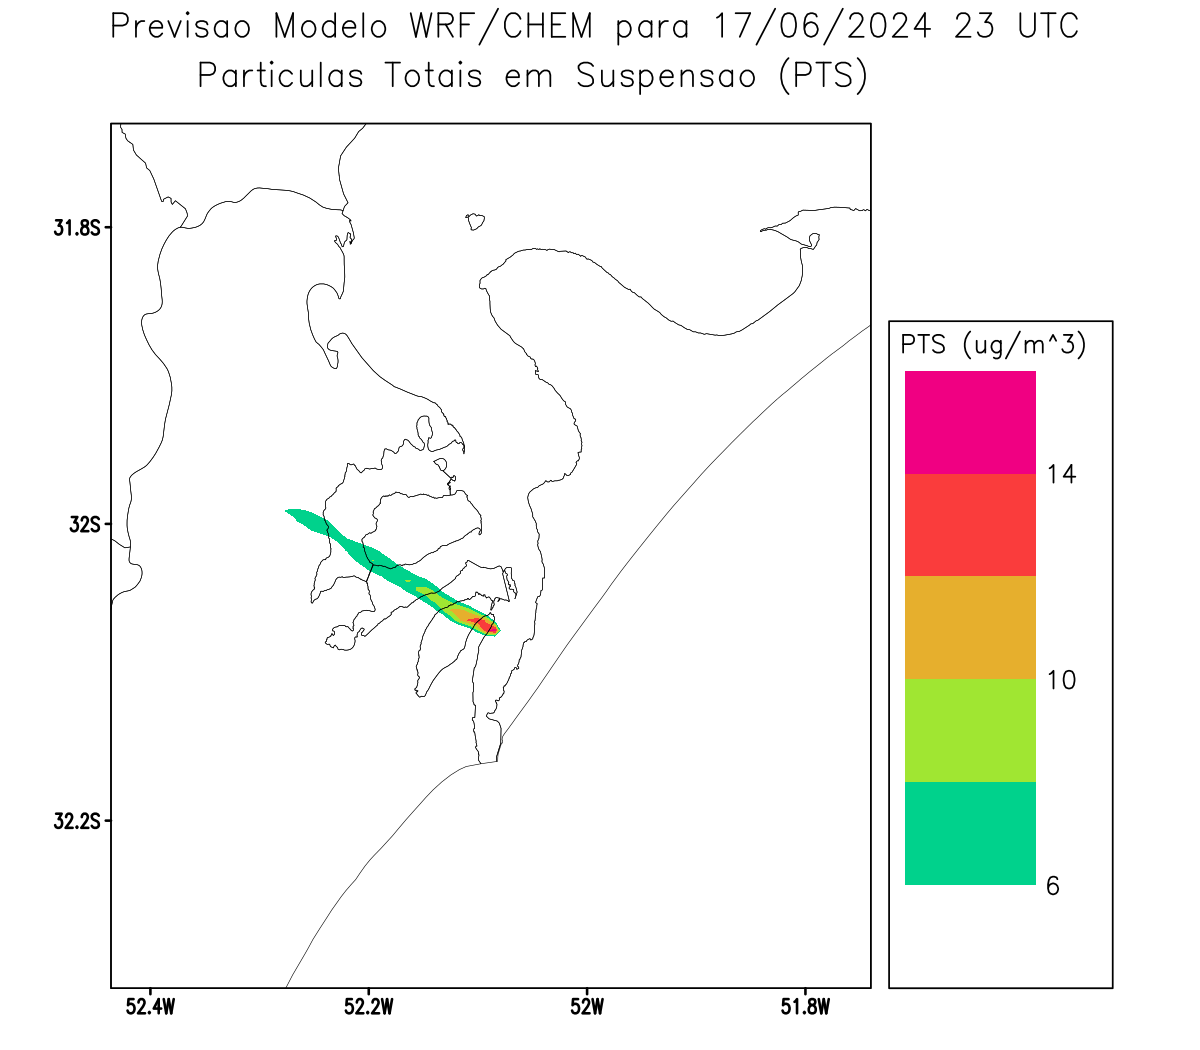 Previsao Modelo WRF/CHEM para 17/06/2024 23 UTC
Particulas Totais em Suspensao (PTS)
31.8S
32S
32.2S
52.4W
52.2W
52W
51.8W
PTS (ug/m^3)
14
10
6